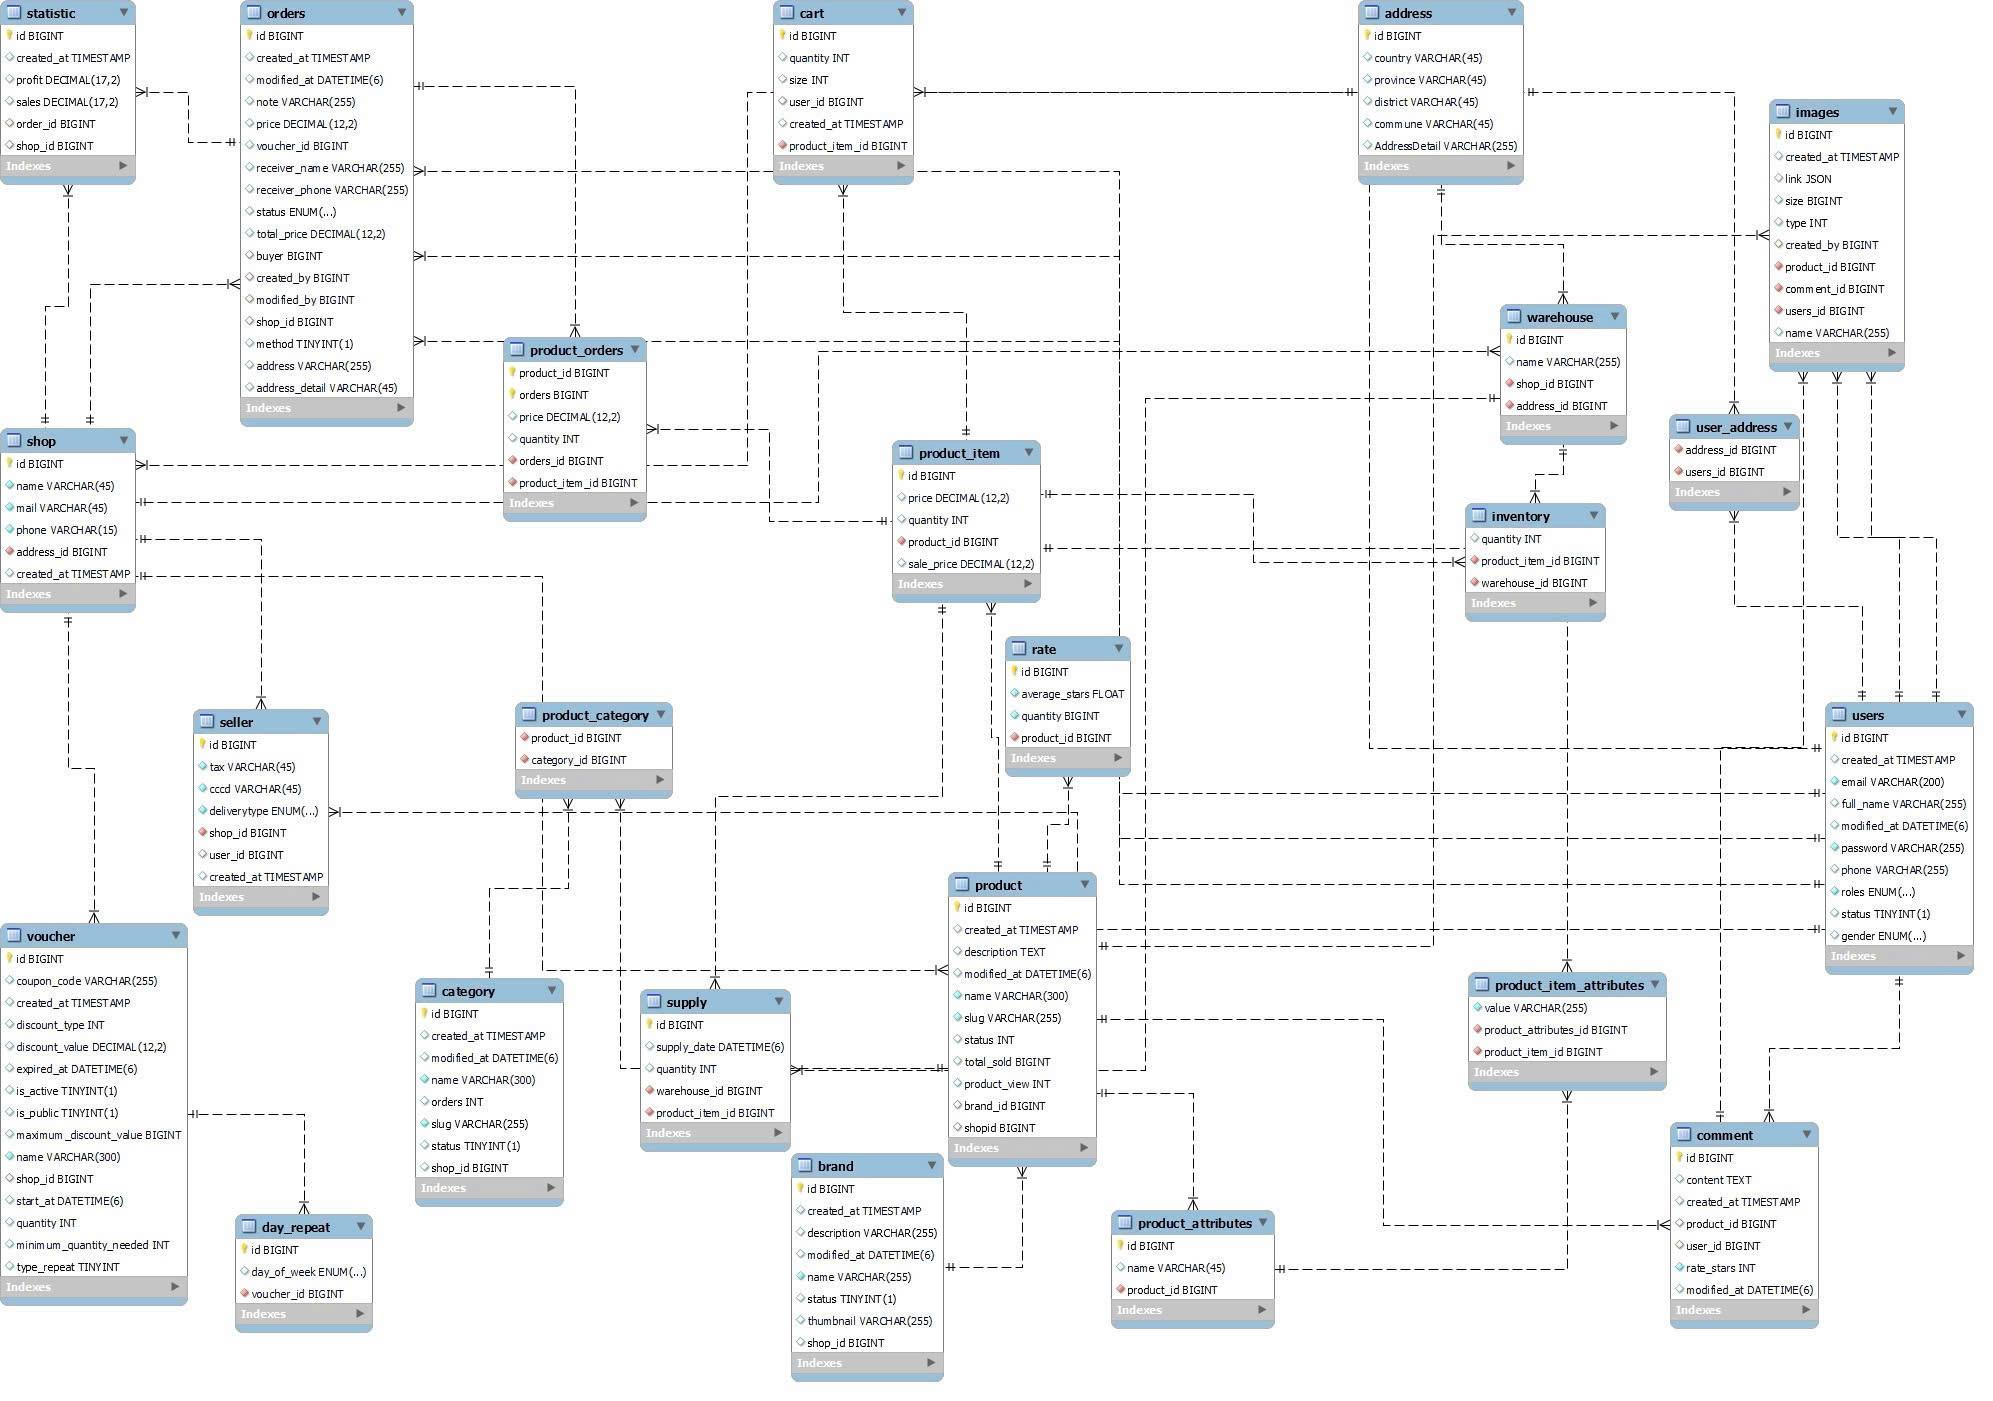 statistic
id BIGINT
created_at TIMESTAMP
profit DECIMAL(17,2)
sales DECIMAL(17,2)
order_id BIGINT
shop_id BIGINT
Indexes
orders
id BIGINT
created_at TIMESTAMP
modified_at DATETIME(6)
note VARCHAR(255)
price DECIMAL(12,2)
voucher_id BIGINT
receiver_name VARCHAR(255)
receiver_phone VARCHAR(255)
status ENUM(...)
total_price DECIMAL(12,2)
buyer BIGINT
created_by BIGINT
modified_by BIGINT
shop_id BIGINT
method TINYINT(1)
address VARCHAR(255)
address_detail VARCHAR(45)
Indexes
cart
id BIGINT
quantity INT
size INT
user_id BIGINT
created_at TIMESTAMP
product_item_id BIGINT
Indexes
address
id BIGINT
country VARCHAR(45)
province VARCHAR(45)
district VARCHAR(45)
commune VARCHAR(45)
AddressDetail VARCHAR(255)
Indexes
images
id BIGINT
created_at TIMESTAMP
link JSON
size BIGINT
type INT
created_by BIGINT
product_id BIGINT
comment_id BIGINT
users_id BIGINT
name VARCHAR(255)
Indexes
product_orders
product_id BIGINT
orders BIGINT
price DECIMAL(12,2)
quantity INT
orders_id BIGINT
product_item_id BIGINT
Indexes
warehouse
id BIGINT
name VARCHAR(255)
shop_id BIGINT
address_id BIGINT
Indexes
user_address
address_id BIGINT
users_id BIGINT
Indexes
shop
id BIGINT
name VARCHAR(45)
mail VARCHAR(45)
phone VARCHAR(15)
address_id BIGINT
created_at TIMESTAMP
Indexes
product_item
id BIGINT
price DECIMAL(12,2)
quantity INT
product_id BIGINT
sale_price DECIMAL(12,2)
Indexes
inventory
quantity INT
product_item_id BIGINT
warehouse_id BIGINT
Indexes
rate
id BIGINT
average_stars FLOAT
quantity BIGINT
product_id BIGINT
Indexes
seller
id BIGINT
tax VARCHAR(45)
cccd VARCHAR(45)
deliverytype ENUM(...)
shop_id BIGINT
user_id BIGINT
created_at TIMESTAMP
Indexes
product_category
product_id BIGINT
category_id BIGINT
Indexes
users
id BIGINT
created_at TIMESTAMP
email VARCHAR(200)
full_name VARCHAR(255)
modified_at DATETIME(6)
password VARCHAR(255)
phone VARCHAR(255)
roles ENUM(...)
status TINYINT(1)
gender ENUM(...)
Indexes
product
id BIGINT
created_at TIMESTAMP
description TEXT
modified_at DATETIME(6)
name VARCHAR(300)
slug VARCHAR(255)
status INT
total_sold BIGINT
product_view INT
brand_id BIGINT
shopid BIGINT
Indexes
voucher
id BIGINT
coupon_code VARCHAR(255)
created_at TIMESTAMP
discount_type INT
discount_value DECIMAL(12,2)
expired_at DATETIME(6)
is_active TINYINT(1)
is_public TINYINT(1)
maximum_discount_value BIGINT
name VARCHAR(300)
shop_id BIGINT
start_at DATETIME(6)
quantity INT
minimum_quantity_needed INT
type_repeat TINYINT
Indexes
category
id BIGINT
created_at TIMESTAMP
modified_at DATETIME(6)
name VARCHAR(300)
orders INT
slug VARCHAR(255)
status TINYINT(1)
shop_id BIGINT
Indexes
supply
id BIGINT
supply_date DATETIME(6)
quantity INT
warehouse_id BIGINT
product_item_id BIGINT
Indexes
product_item_attributes
value VARCHAR(255)
product_attributes_id BIGINT
product_item_id BIGINT
Indexes
comment
id BIGINT
content TEXT
created_at TIMESTAMP
product_id BIGINT
user_id BIGINT
rate_stars INT
modified_at DATETIME(6)
Indexes
brand
id BIGINT
created_at TIMESTAMP
description VARCHAR(255)
modified_at DATETIME(6)
name VARCHAR(255)
status TINYINT(1)
thumbnail VARCHAR(255)
shop_id BIGINT
Indexes
product_attributes
id BIGINT
name VARCHAR(45)
product_id BIGINT
Indexes
day_repeat
id BIGINT
day_of_week ENUM(...)
voucher_id BIGINT
Indexes